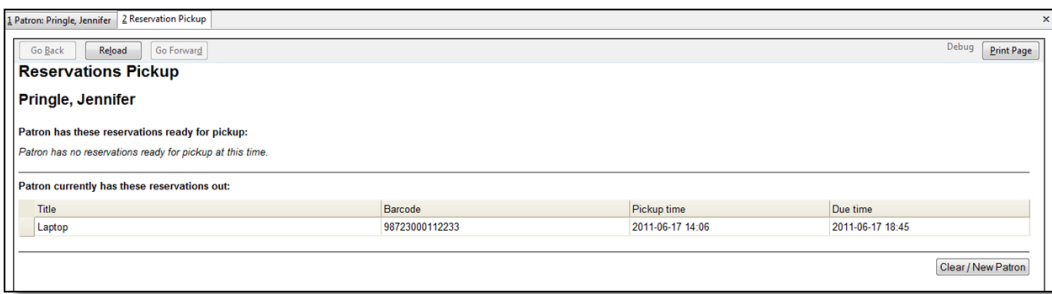 1 Patron: Pringle, Jennifer 2 Reservation Pickup x
Go Back Reload Go Forward Debug Print Page
Reservations Pickup
Pringle, Jennifer
Patron has these reservations ready for pickup:
Patron has no reservations ready for pickup at this time.
Patron currently has these reservations out:
Title Barcode Pickup time Due time
Laptop 98723000112233 2011-06-17 14:06 2011-06-17 18:45
Clear / New Patron